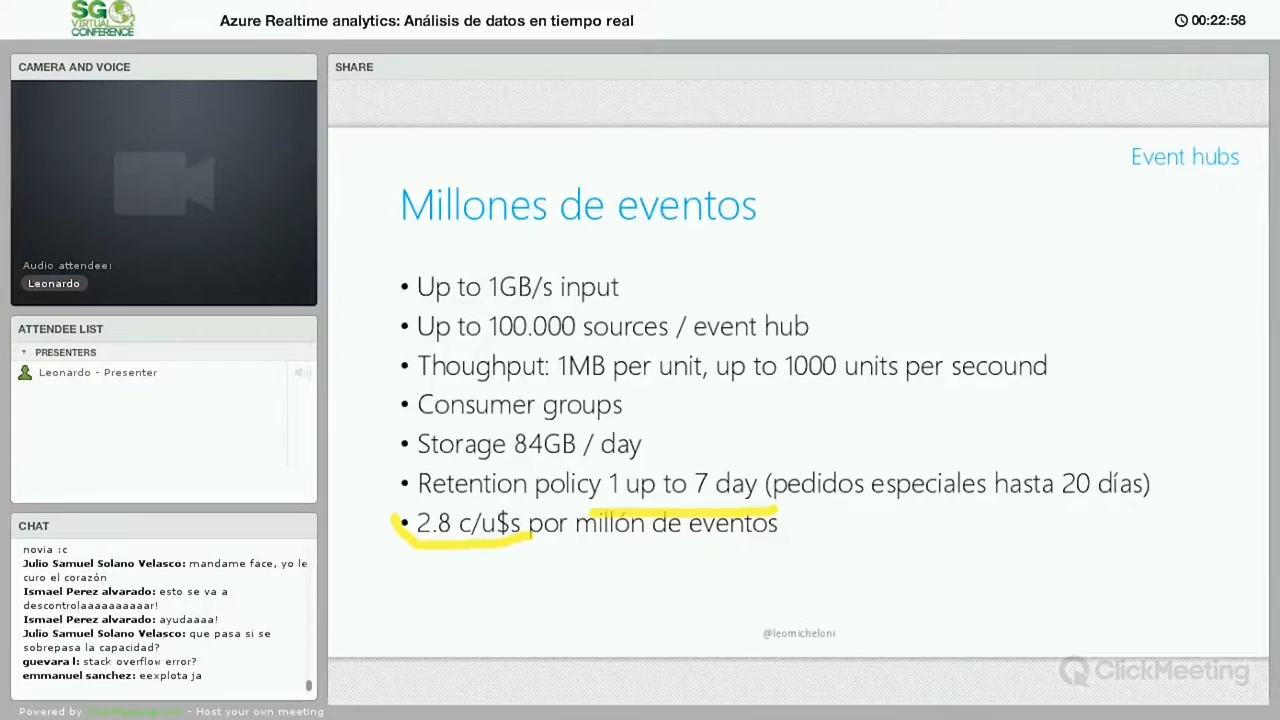 SG
VIRTUAL
CONFERENCE
Azure Realtime analytics: Análisis de datos en tiempo real
00:22:58
CAMERA AND VOICE
Audio attendee:
Leonardo
ATTENDEE LIST
PRESENTERS
Leonardo - Presenter
CHAT
novia :c
Julio Samuel Solano Velasco: mandame face, yo le
curo el corazón
Ismael Perez alvarado: esto se va a
descontrolaaaaaaaaar!
Ismael Perez alvarado: ayudaaaa!
Julio Samuel Solano Velasco: que pasa si se
sobrepasa la capacidad?
guevara l: stack overflow error?
emmanuel sanchez: eexplota ja
Powered by ClickMeeting.com - Host your own meeting
SHARE
Event hubs
Millones de eventos
• Up to 1GB/s input
• Up to 100.000 sources / event hub
• Thoughput: 1MB per unit, up to 1000 units per secound
• Consumer groups
• Storage 84GB / day
• Retention policy 1 up to 7 day (pedidos especiales hasta 20 días)
• 2.8 c/u$s por millón de eventos
@leomicheloni
ClickMeeting